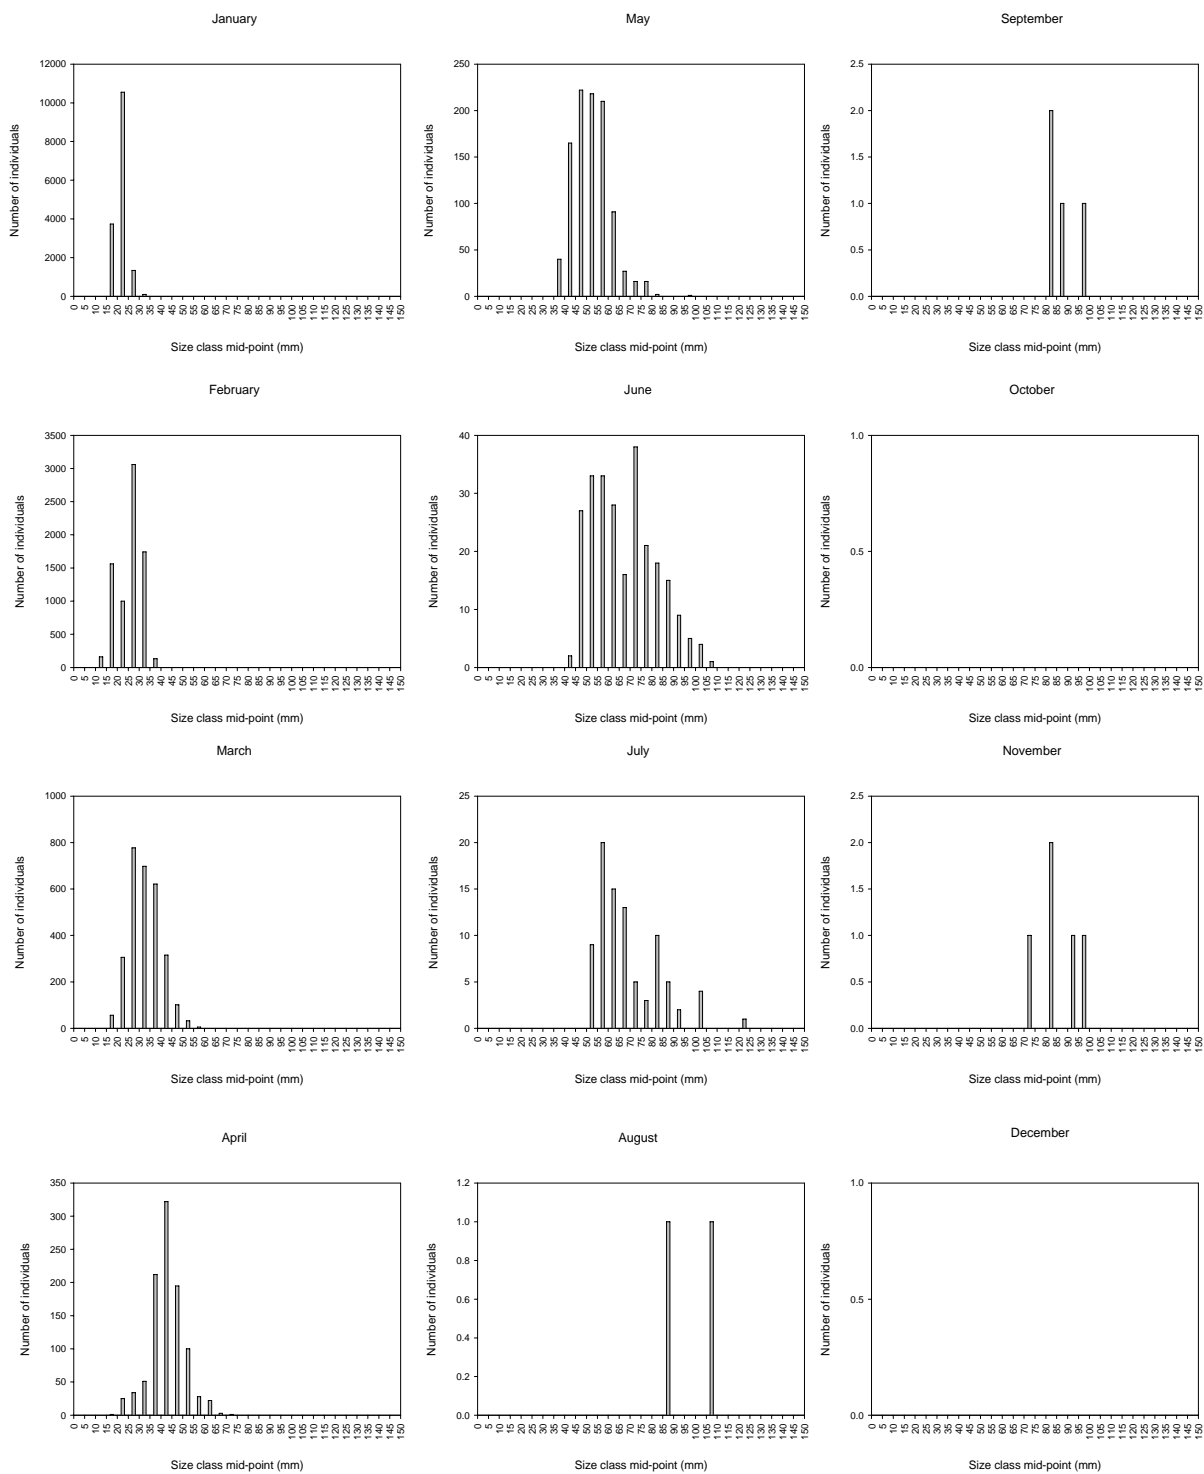 January
Number of individuals
12000
10000
8000
6000
4000
2000
0
0 5 10 15 20 25 30 35 40 45 50 55 60 65 70 75 80 85 90 95 100 105 110 115 120 125 130 135 140 145 150
Size class mid-point (mm)
May
Number of individuals
250
200
150
100
50
0
0 5 10 15 20 25 30 35 40 45 50 55 60 65 70 75 80 85 90 95 100 105 110 115 120 125 130 135 140 145 150
Size class mid-point (mm)
September
Number of individuals
2.5
2.0
1.5
1.0
0.5
0.0
0 5 10 15 20 25 30 35 40 45 50 55 60 65 70 75 80 85 90 95 100 105 110 115 120 125 130 135 140 145 150
Size class mid-point (mm)
February
Number of individuals
3500
3000
2500
2000
1500
1000
500
0
0 5 10 15 20 25 30 35 40 45 50 55 60 65 70 75 80 85 90 95 100 105 110 115 120 125 130 135 140 145 150
Size class mid-point (mm)
June
Number of individuals
40
30
20
10
0
0 5 10 15 20 25 30 35 40 45 50 55 60 65 70 75 80 85 90 95 100 105 110 115 120 125 130 135 140 145 150
Size class mid-point (mm)
October
Number of individuals
1.0
0.5
0.0
0 5 10 15 20 25 30 35 40 45 50 55 60 65 70 75 80 85 90 95 100 105 110 115 120 125 130 135 140 145 150
Size class mid-point (mm)
March
Number of individuals
1000
800
600
400
200
0
0 5 10 15 20 25 30 35 40 45 50 55 60 65 70 75 80 85 90 95 100 105 110 115 120 125 130 135 140 145 150
Size class mid-point (mm)
July
Number of individuals
25
20
15
10
5
0
0 5 10 15 20 25 30 35 40 45 50 55 60 65 70 75 80 85 90 95 100 105 110 115 120 125 130 135 140 145 150
Size class mid-point (mm)
November
Number of individuals
2.5
2.0
1.5
1.0
0.5
0.0
0 5 10 15 20 25 30 35 40 45 50 55 60 65 70 75 80 85 90 95 100 105 110 115 120 125 130 135 140 145 150
Size class mid-point (mm)
April
Number of individuals
350
300
250
200
150
100
50
0
0 5 10 15 20 25 30 35 40 45 50 55 60 65 70 75 80 85 90 95 100 105 110 115 120 125 130 135 140 145 150
Size class mid-point (mm)
August
Number of individuals
1.2
1.0
0.8
0.6
0.4
0.2
0.0
0 5 10 15 20 25 30 35 40 45 50 55 60 65 70 75 80 85 90 95 100 105 110 115 120 125 130 135 140 145 150
Size class mid-point (mm)
December
Number of individuals
1.0
0.5
0.0
0 5 10 15 20 25 30 35 40 45 50 55 60 65 70 75 80 85 90 95 100 105 110 115 120 125 130 135 140 145 150
Size class mid-point (mm)